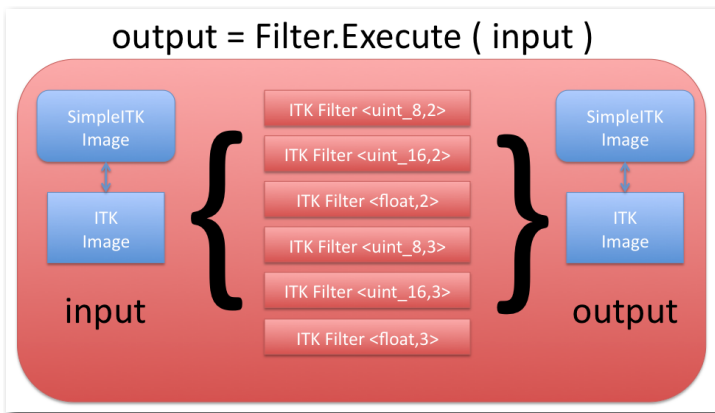 output = Filter.Execute ( input )
SimpleITK
Image
ITK
Image
input
{
ITK Filter <uint_8,2>
ITK Filter <uint_16,2>
ITK Filter <float,2>
ITK Filter <uint_8,3>
ITK Filter <uint_16,3>
ITK Filter <float,3>
}
SimpleITK
Image
ITK
Image
output